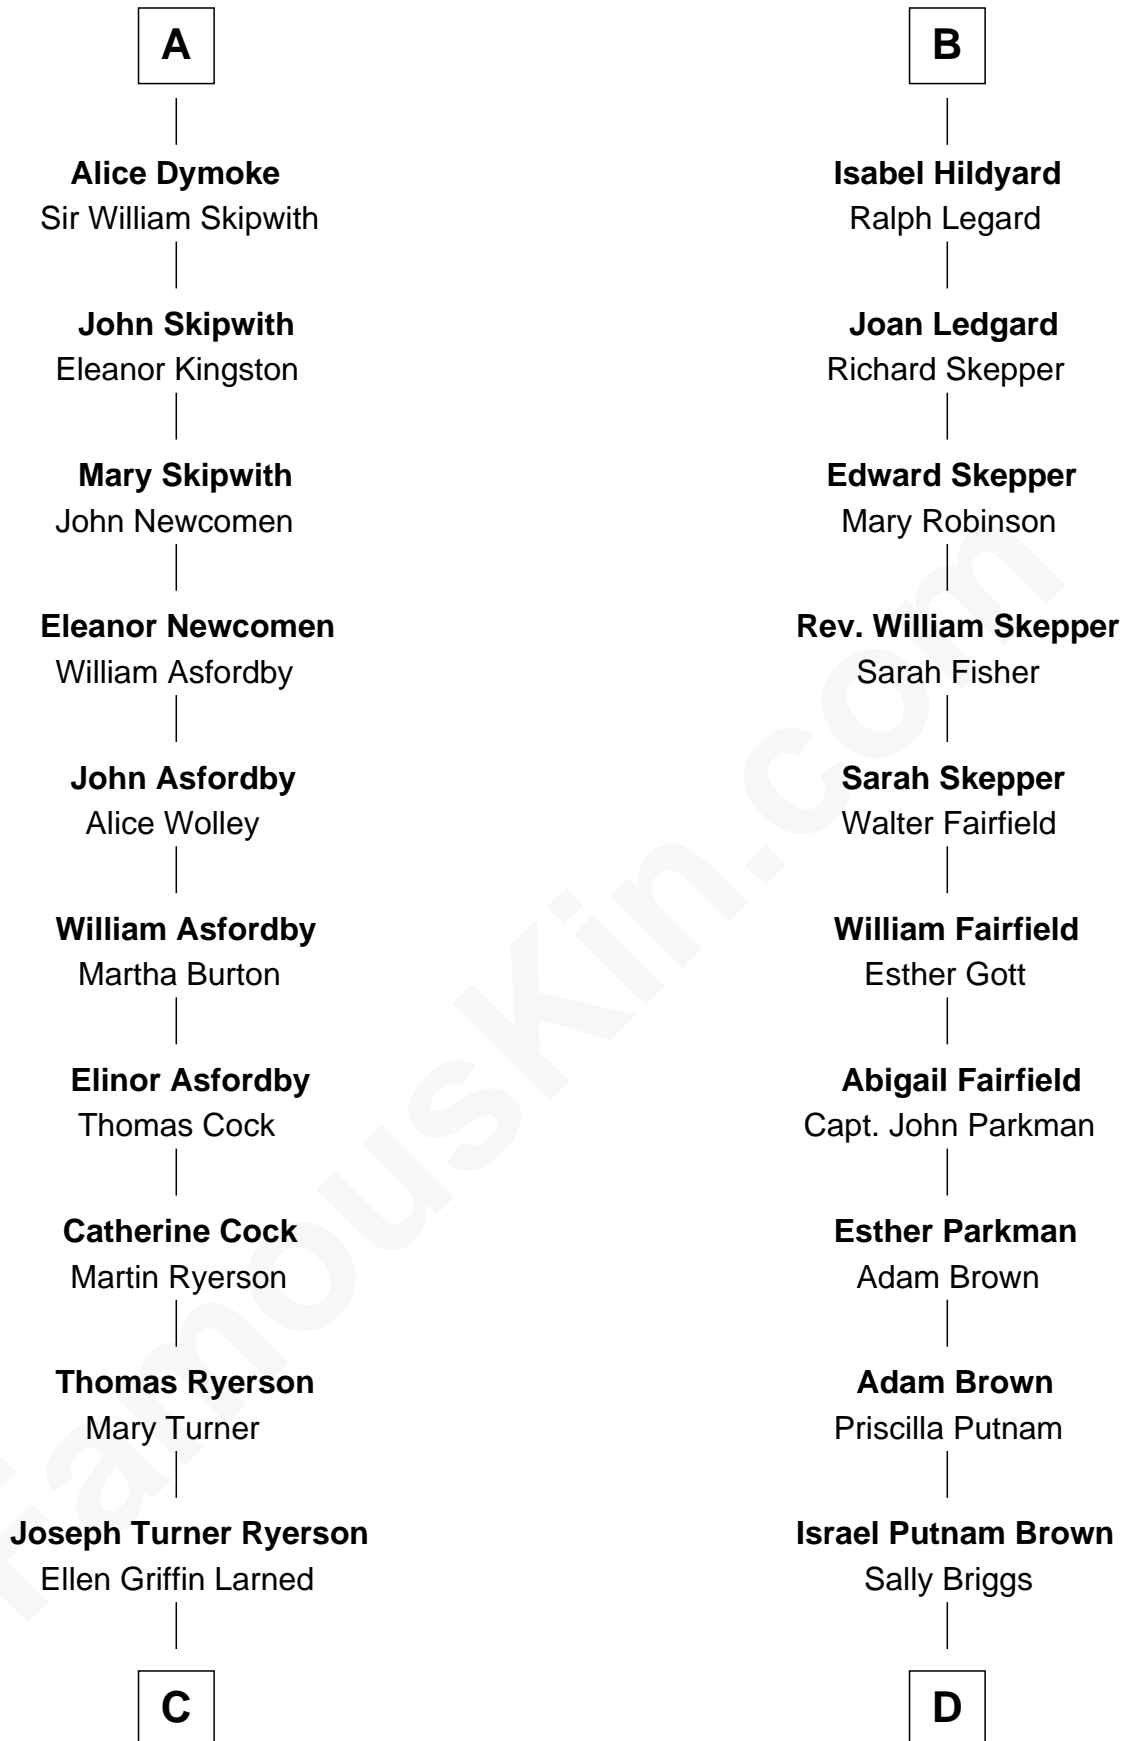 A
Alice Dymoke
Sir William Skipwith
John Skipwith
Eleanor Kingston
Mary Skipwith
John Newcomen
Eleanor Newcomen
William Asfordby
John Asfordby
Alice Wolley
William Asfordby
Martha Burton
Elinor Asfordby
Thomas Cock
Catherine Cock
Martin Ryerson
Thomas Ryerson
Mary Turner
Joseph Turner Ryerson
Ellen Griffin Larned
C
B
Isabel Hildyard
Ralph Legard
Joan Ledgard
Richard Skepper
Edward Skepper
Mary Robinson
Rev. William Skepper
Sarah Fisher
Sarah Skepper
Walter Fairfield
William Fairfield
Esther Gott
Abigail Fairfield
Capt. John Parkman
Esther Parkman
Adam Brown
Adam Brown
Priscilla Putnam
Israel Putnam Brown
Sally Briggs
D
FamousKin.com